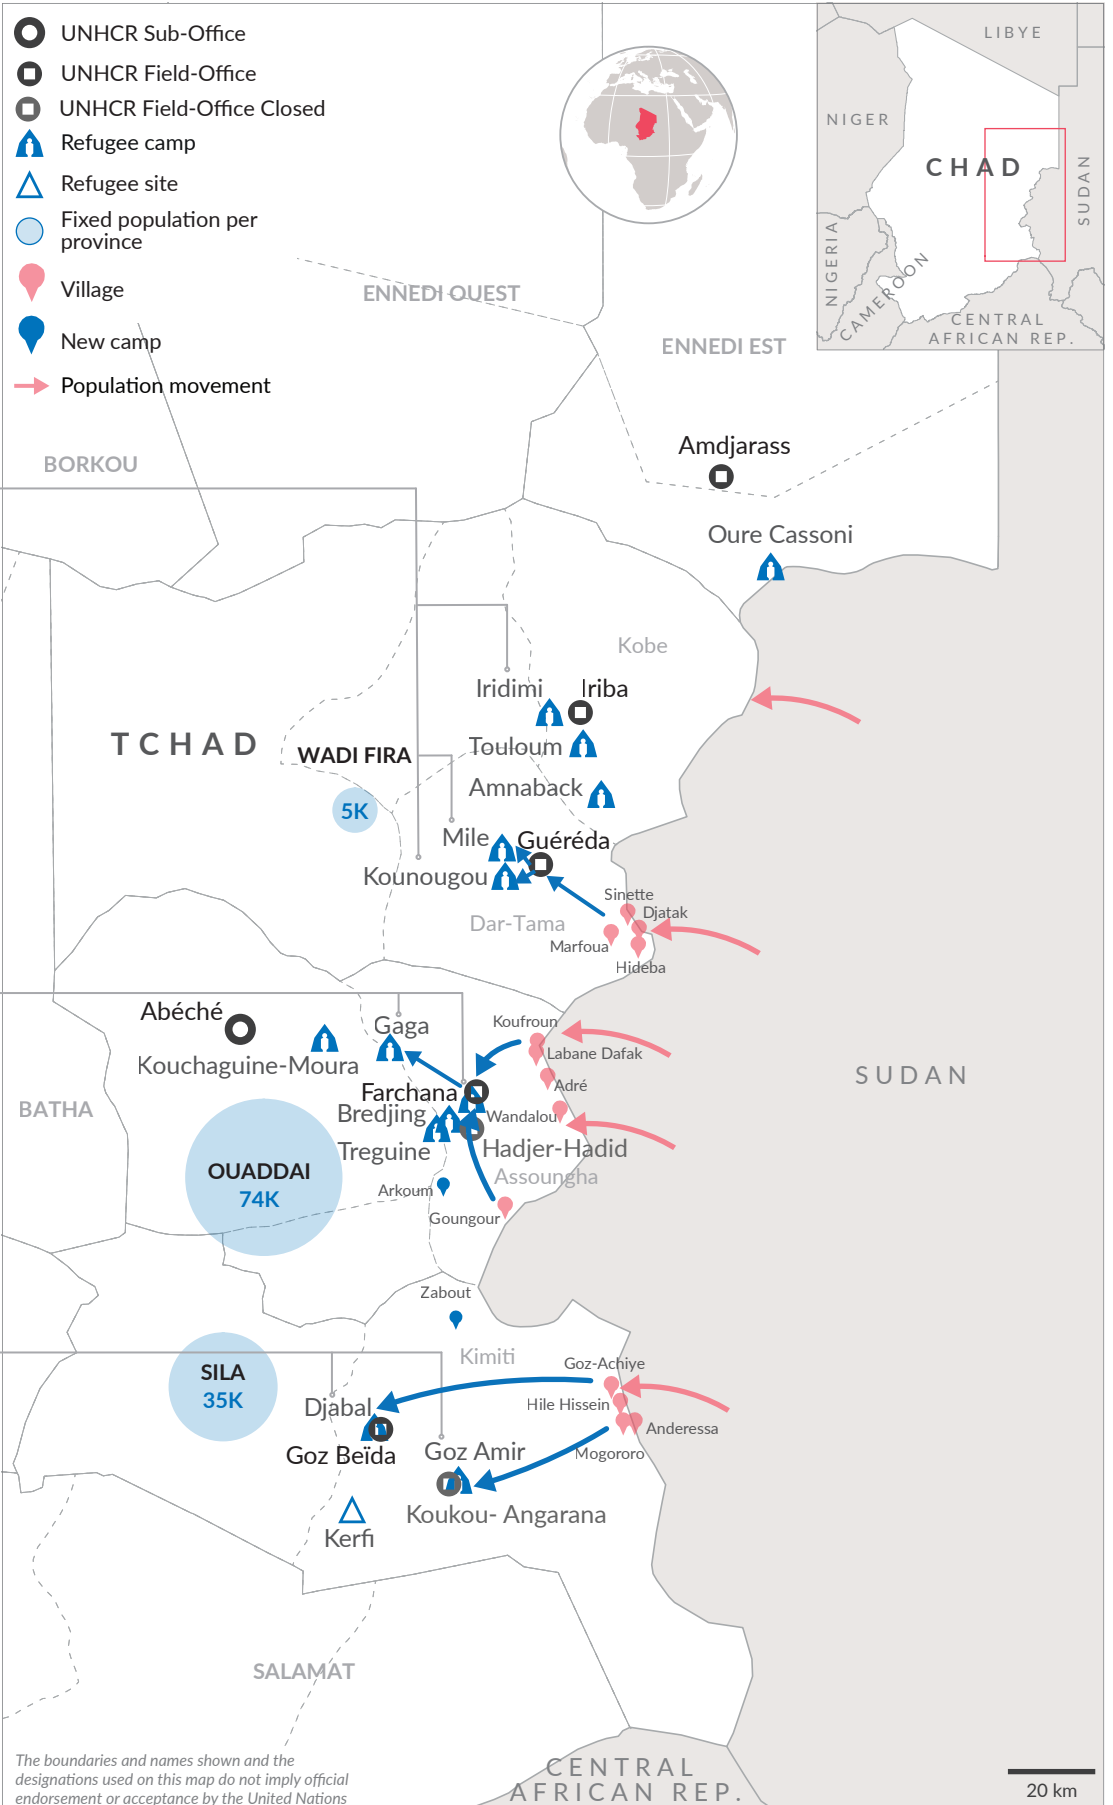 UNHCR Sub-Office
UNHCR Field-Office
UNHCR Field-Office Closed
Refugee camp
Refugee site
Fixed population per
province
Village
New camp
Population movement
LIBYE
NIGER
CHAD
SUDAN
NIGERIA
CAMEROON
CENTRAL
AFRICAN REP.
ENNEDI OUEST
ENNEDI EST
BORKOU
Amdjarass
Oure Cassoni
Kobe
Iridimi
Iriba
TCHAD
WADI FIRA
5K
Touloum
Amnaback
Mile
Guéréda
Kounougou
Sinette
Djatak
Dar-Tama
Marfoua
Hideba
Abéché
Gaga
Koufroun
Kouchaguine-Moura
Labane Dafak
SUDAN
Adré
Farchana
BATHA
Bredjing
Wandalou
Treguine
Hadjer-Hadid
OUADDAI
74K
Assoungha
Arkoum
Goungour
Zabout
Kimiti
Goz-Achiye
SILA
35K
Djabal
Hile Hissein
Anderessa
Goz Beïda
Goz Amir
Mogororo
Koukou- Angarana
Kerfi
SALAMAT
The boundaries and names shown and the
designations used on this map do not imply official
endorsement or acceptance by the United Nations
CENTRAL
AFRICAN REP.
20 km